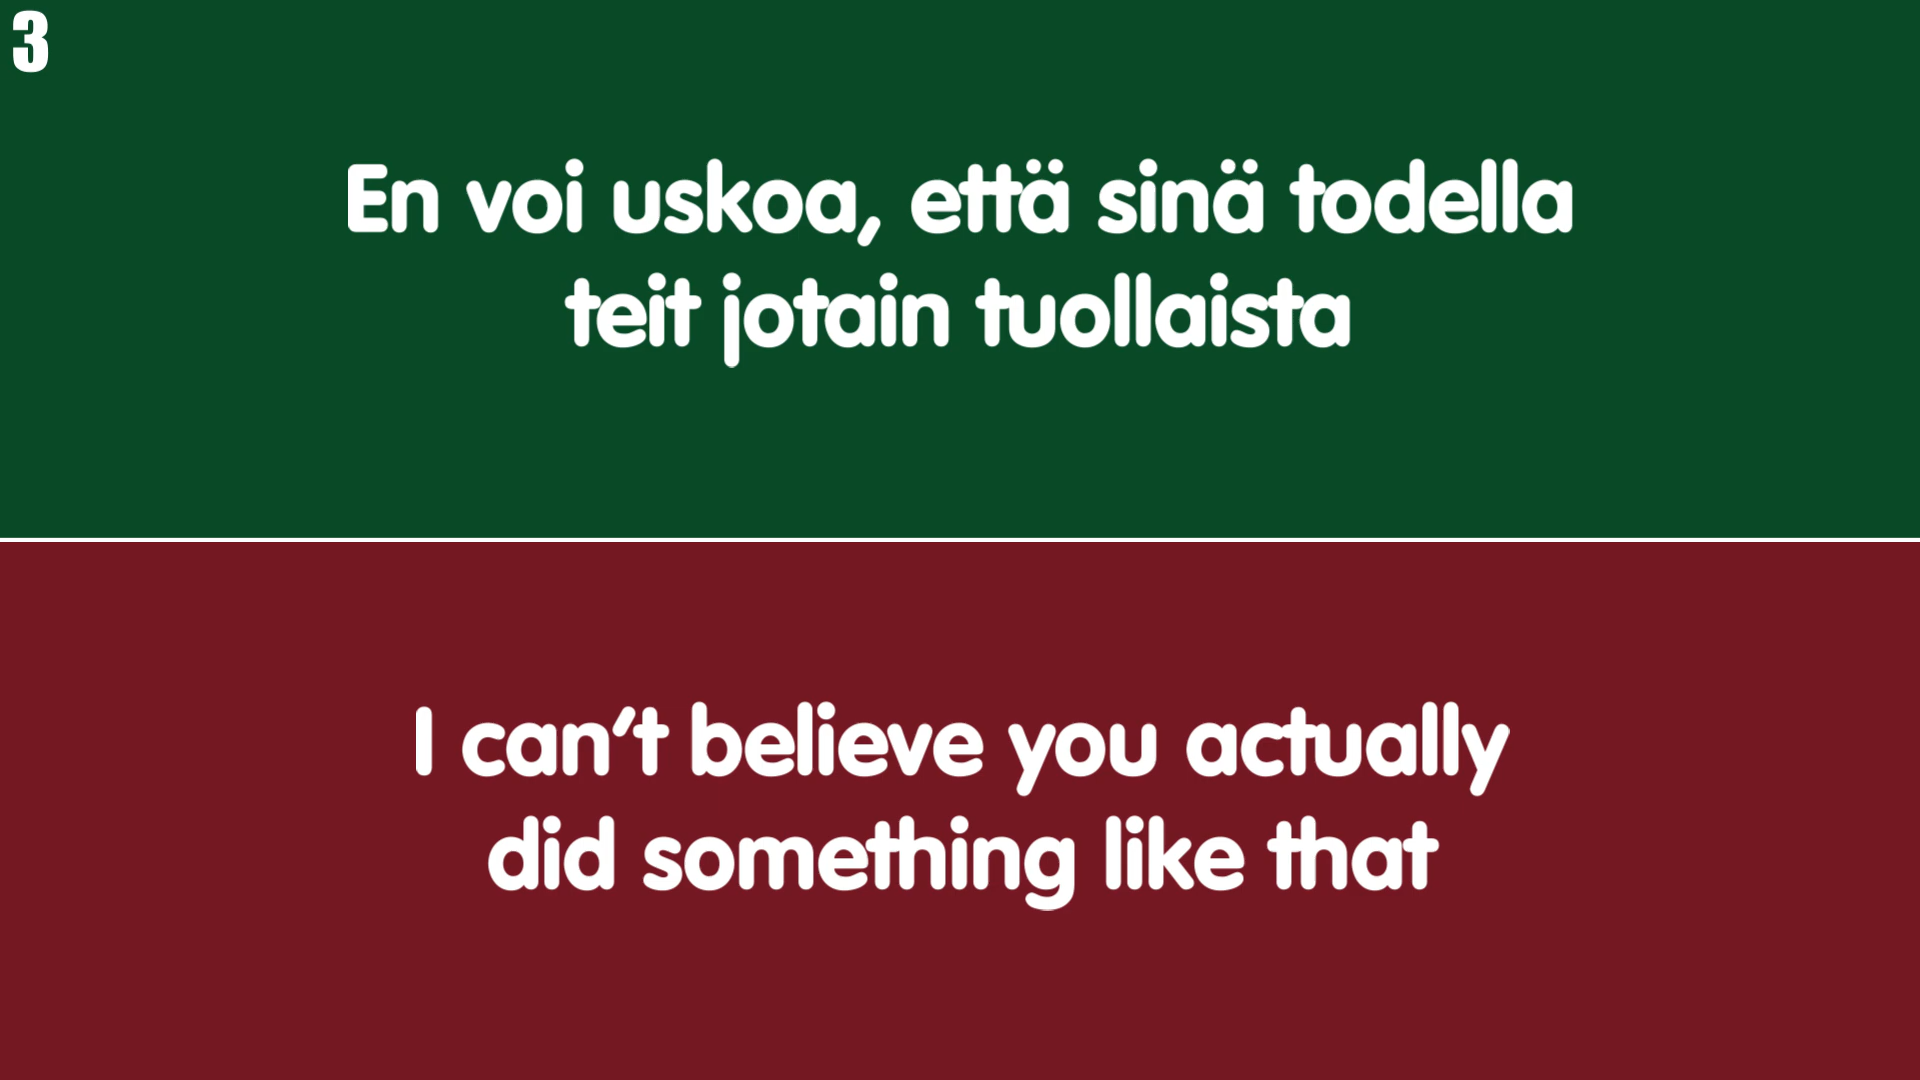 3
En voi uskoa, että sinä todella
teit jotain tuollaista
I can't believe you actually
did something like that